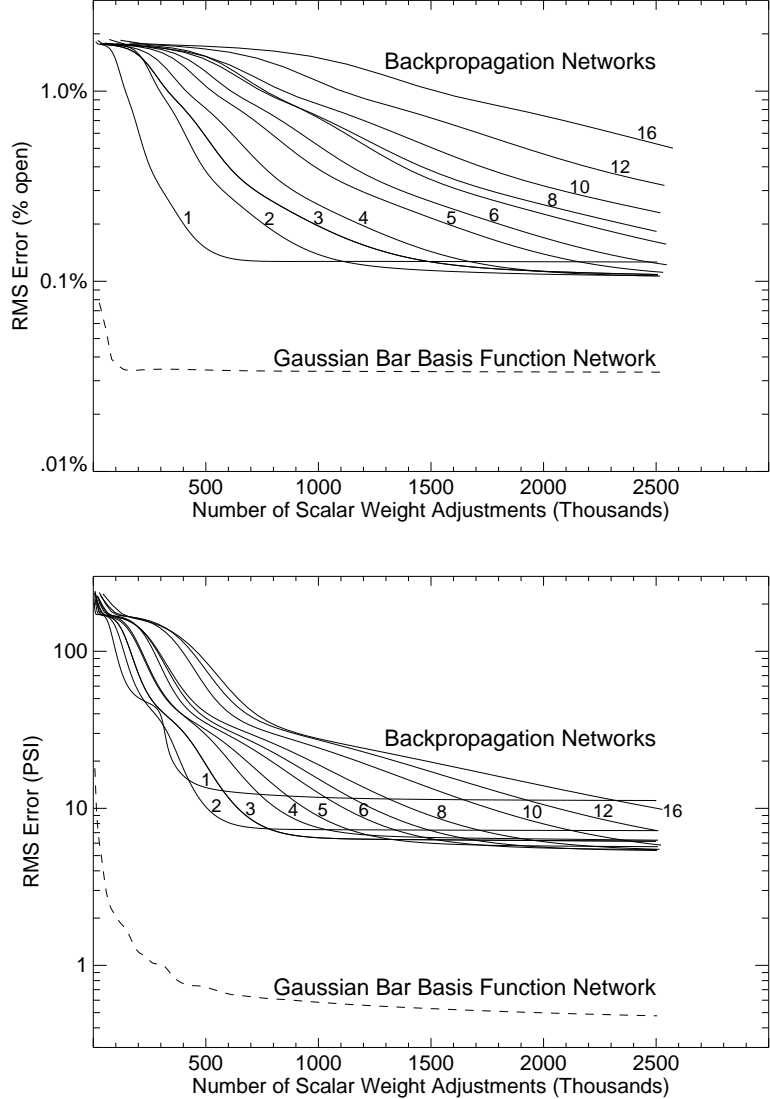 Backpropagation Networks
1.0%
16
12
10
8
1
2
3
4
5
6
RMS Error (% open)
0.1%
Gaussian Bar Basis Function Network
.01%
500 1000 1500 2000 2500
Number of Scalar Weight Adjustments (Thousands)
100
Backpropagation Networks
RMS Error (PSI)
1
10
2 3 4 5 6 8 10 12 16
1
Gaussian Bar Basis Function Network
500 1000 1500 2000 2500
Number of Scalar Weight Adjustments (Thousands)